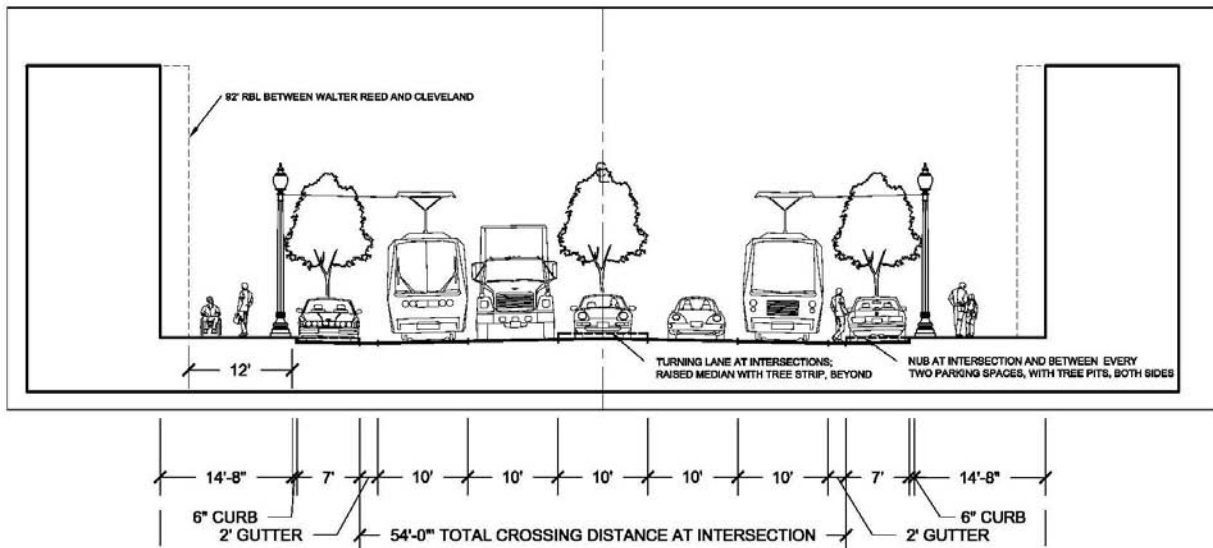 92' RBL BETWEEN WALTER REED AND CLEVELAND
12'
TURNING LANE AT INTERSECTIONS;
RAISED MEDIAN WITH TREE STRIP, BEYOND
NUB AT INTERSECTION AND BETWEEN EVERY
TWO PARKING SPACES, WITH TREE PITS, BOTH SIDES
14'-8" 7' 10' 10' 10' 10' 10' 7' 14'-8"
6" CURB 6" CURB
2' GUTTER 54'-0"' TOTAL CROSSING DISTANCE AT INTERSECTION 2' GUTTER